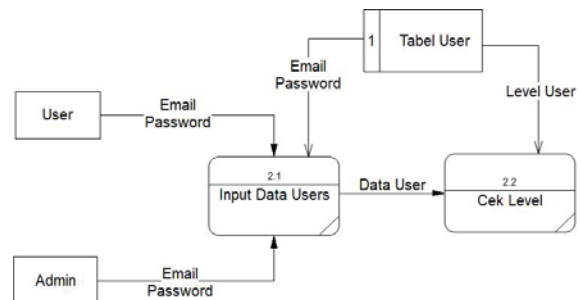 1
Tabel User
Email
Password
Level User
User
Email
Password
2.1
Input Data Users
Data User
2.2
Cek Level
Admin
Email
Password